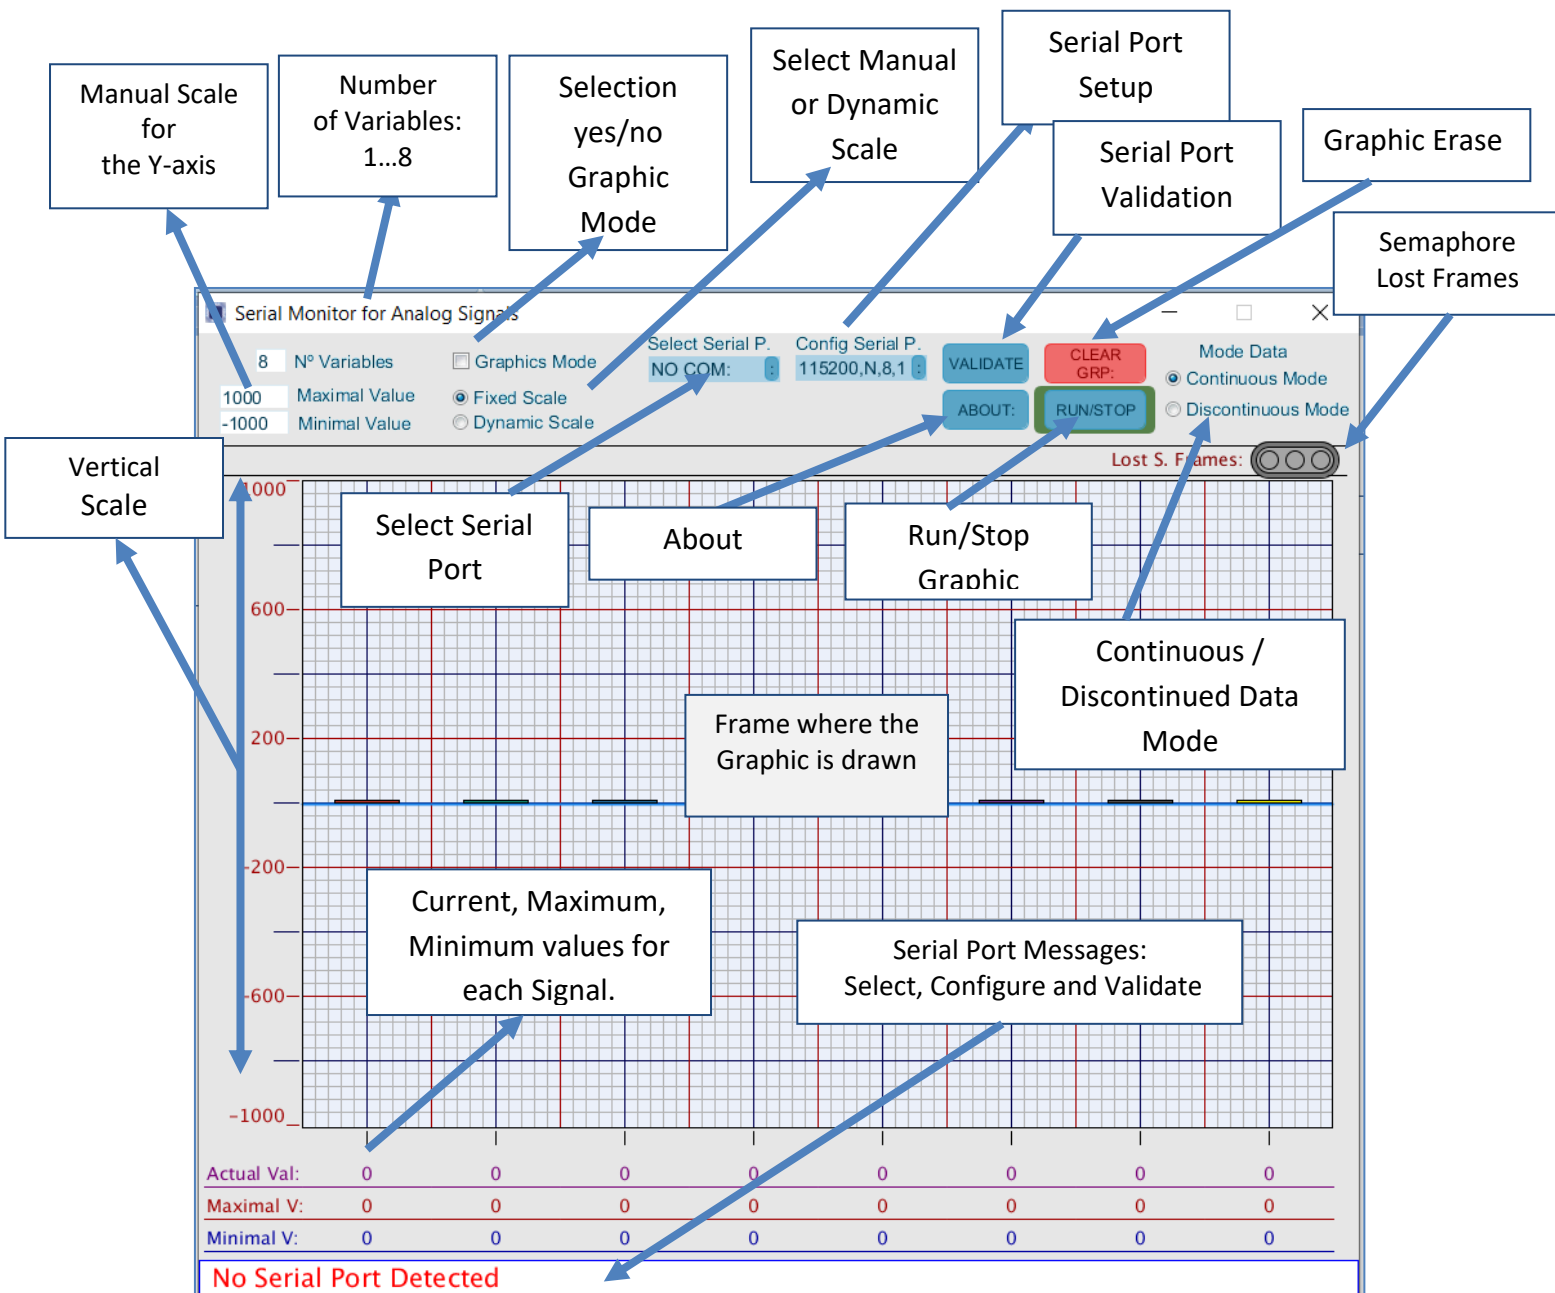 Manual Scale
for
the Y-axis
Number
of Variables:
1...8
Selection
yes/no
Graphic
Mode
Select Manual
or Dynamic
Scale
Serial Port
Setup
Serial Port
Validation
Graphic Erase
Semaphore
Lost Frames
Serial Monitor for Analog Signals
8 Nº Variables
1000 Maximal Value
-1000 Minimal Value
Graphics Mode
Fixed Scale
Dynamic Scale
Select Serial P.
NO COM: :
Config Serial P.
115200,N,8,1 :
VALIDATE
ABOUT:
CLEAR
GRP:
RUN/STOP
Mode Data
Continuous Mode
Discontinuous Mode
Lost S. Frames:
Vertical
Scale
Select Serial
Port
About
Run/Stop
Graphic
Continuous /
Discontinued Data
Mode
Frame where the
Graphic is drawn
Current, Maximum,
Minimum values for
each Signal.
Serial Port Messages:
Select, Configure and Validate
1000
600
200
-200
-600
-1000
Actual Val: 0 0 0 0 0 0 0 0
Maximal V: 0 0 0 0 0 0 0 0
Minimal V: 0 0 0 0 0 0 0 0
No Serial Port Detected